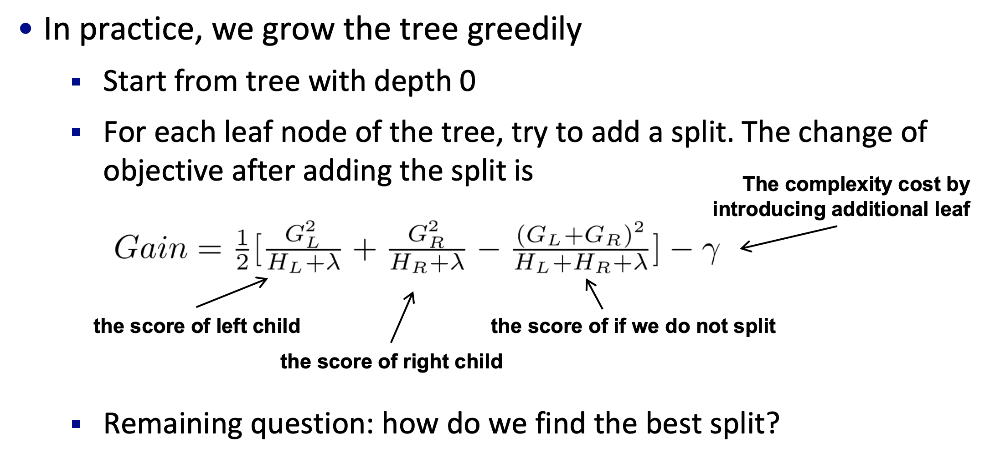 • In practice, we grow the tree greedily
▪ Start from tree with depth 0
▪ For each leaf node of the tree, try to add a split. The change of
objective after adding the split is
The complexity cost by
introducing additional leaf
$Gain = \frac{1}{2}[\frac{G_L^2}{H_L+\lambda} + \frac{G_R^2}{H_R+\lambda} - \frac{(G_L+G_R)^2}{H_L+H_R+\lambda}] - \gamma$
the score of left child
the score of if we do not split
the score of right child
▪ Remaining question: how do we find the best split?